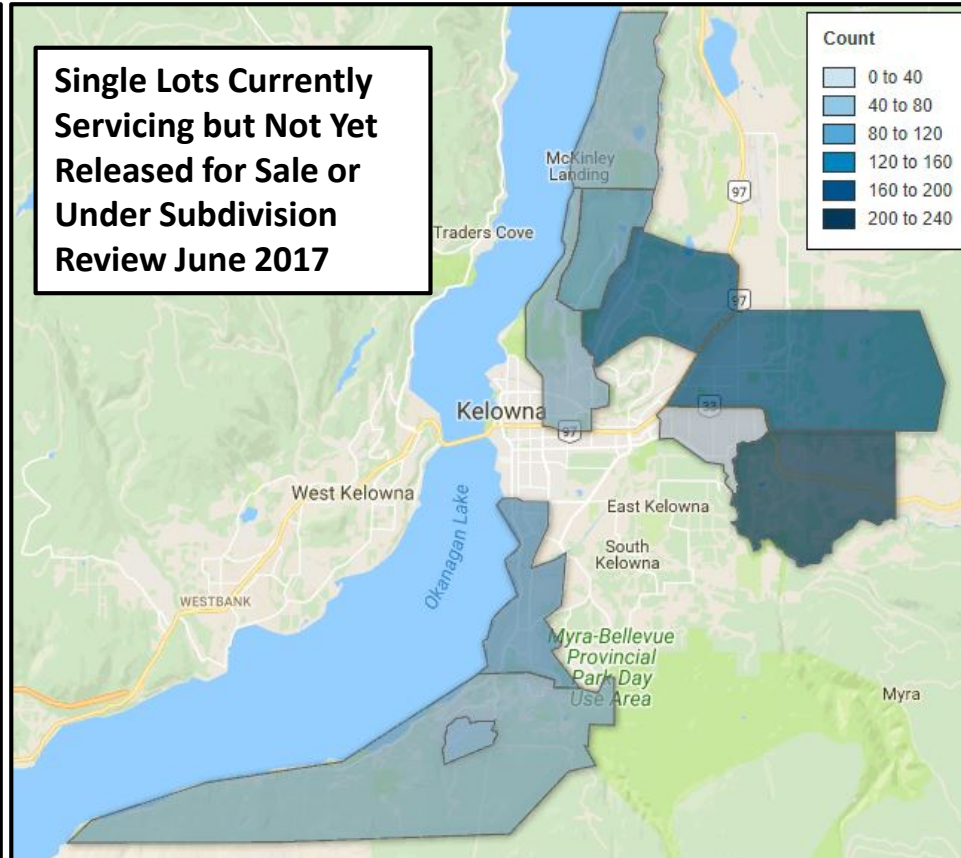 Single Lots Currently
Servicing but Not Yet
Released for Sale or
Under Subdivision
Review June 2017
Count
0 to 40
40 to 80
80 to 120
120 to 160
160 to 200
200 to 240
McKinley
Landing
97
Traders Cove
97
Kelowna
33
97
West Kelowna
East Kelowna
Okanagan Lake
South
Kelowna
WESTBANK
Myra-Bellevue
Provincial
Park Day
Use Area
Myra